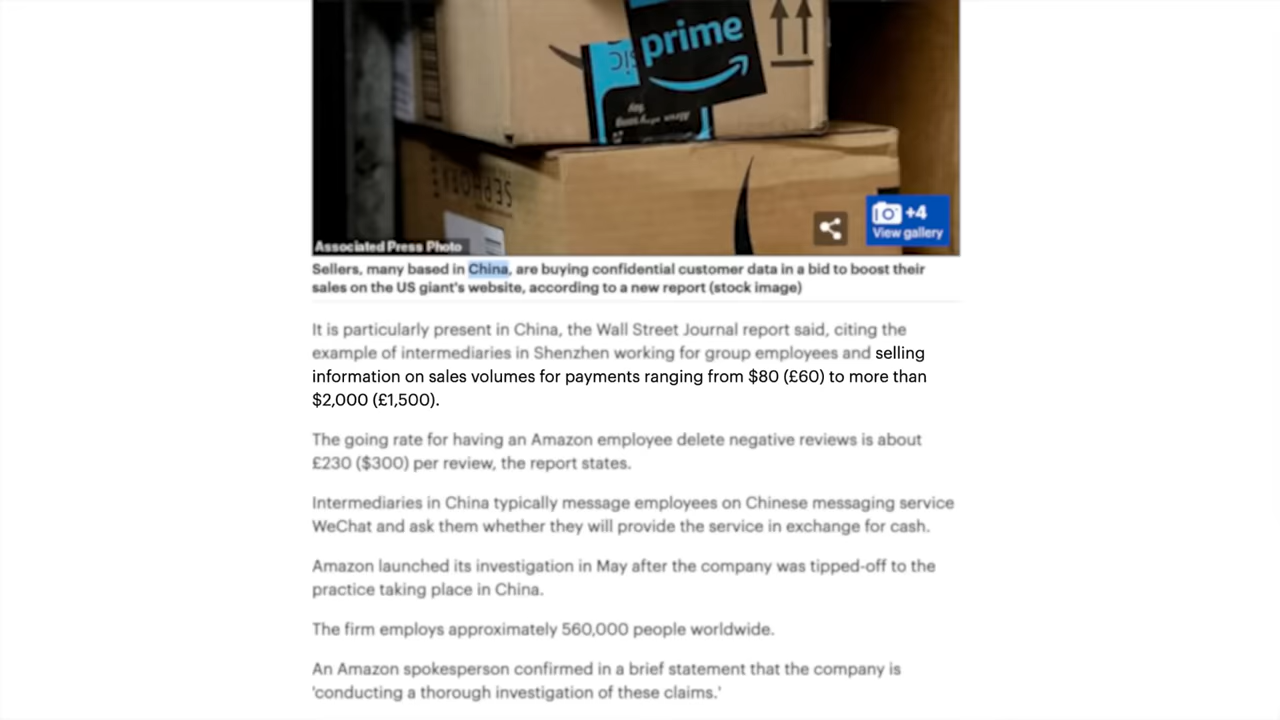 prime
Associated Press Photo
+4
View gallery
Sellers, many based in China, are buying confidential customer data in a bid to boost their
sales on the US giant's website, according to a new report (stock image)
It is particularly present in China, the Wall Street Journal report said, citing the
example of intermediaries in Shenzhen working for group employees and selling
information on sales volumes for payments ranging from $80 (£60) to more than
$2,000 (£1,500).
The going rate for having an Amazon employee delete negative reviews is about
£230 ($300) per review, the report states.
Intermediaries in China typically message employees on Chinese messaging service
WeChat and ask them whether they will provide the service in exchange for cash.
Amazon launched its investigation in May after the company was tipped-off to the
practice taking place in China.
The firm employs approximately 560,000 people worldwide.
An Amazon spokesperson confirmed in a brief statement that the company is
'conducting a thorough investigation of these claims.'